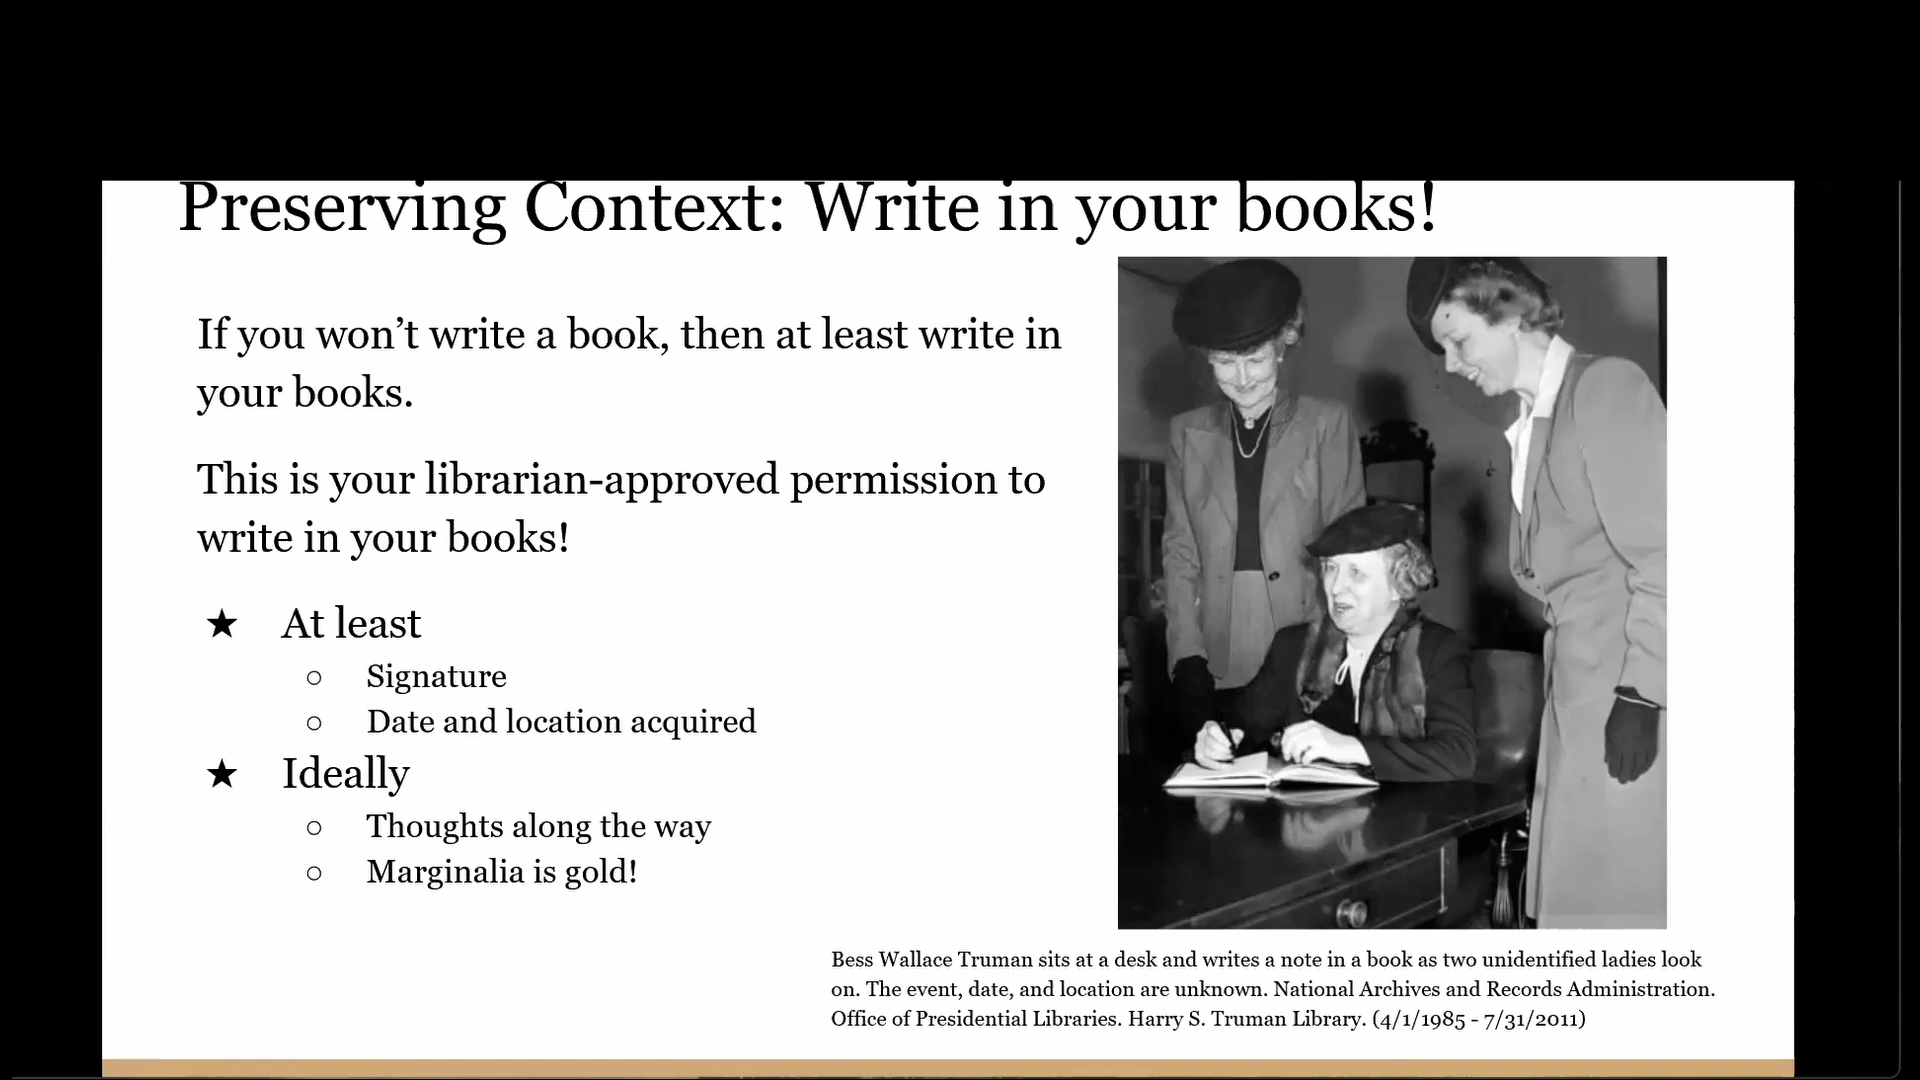 Preserving Context: Write in your books!
If you won’t write a book, then at least write in
your books.
This is your librarian-approved permission to
write in your books!
★ At least
○ Signature
○ Date and location acquired
★ Ideally
○ Thoughts along the way
○ Marginalia is gold!
Bess Wallace Truman sits at a desk and writes a note in a book as two unidentified ladies look
on. The event, date, and location are unknown. National Archives and Records Administration.
Office of Presidential Libraries. Harry S. Truman Library. (4/1/1985 - 7/31/2011)